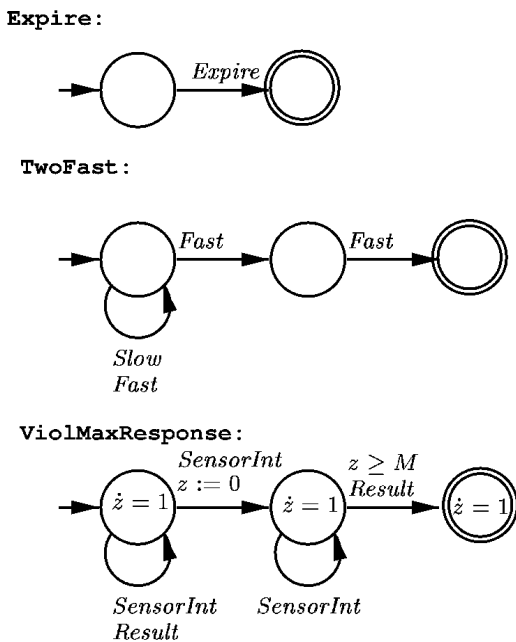 Expire:
Expire
TwoFast:
Fast Fast
Slow
Fast
ViolMaxResponse:
SensorInt
z := 0
z ≥ M
Result
ż = 1 ż = 1 ż = 1
SensorInt
Result
SensorInt